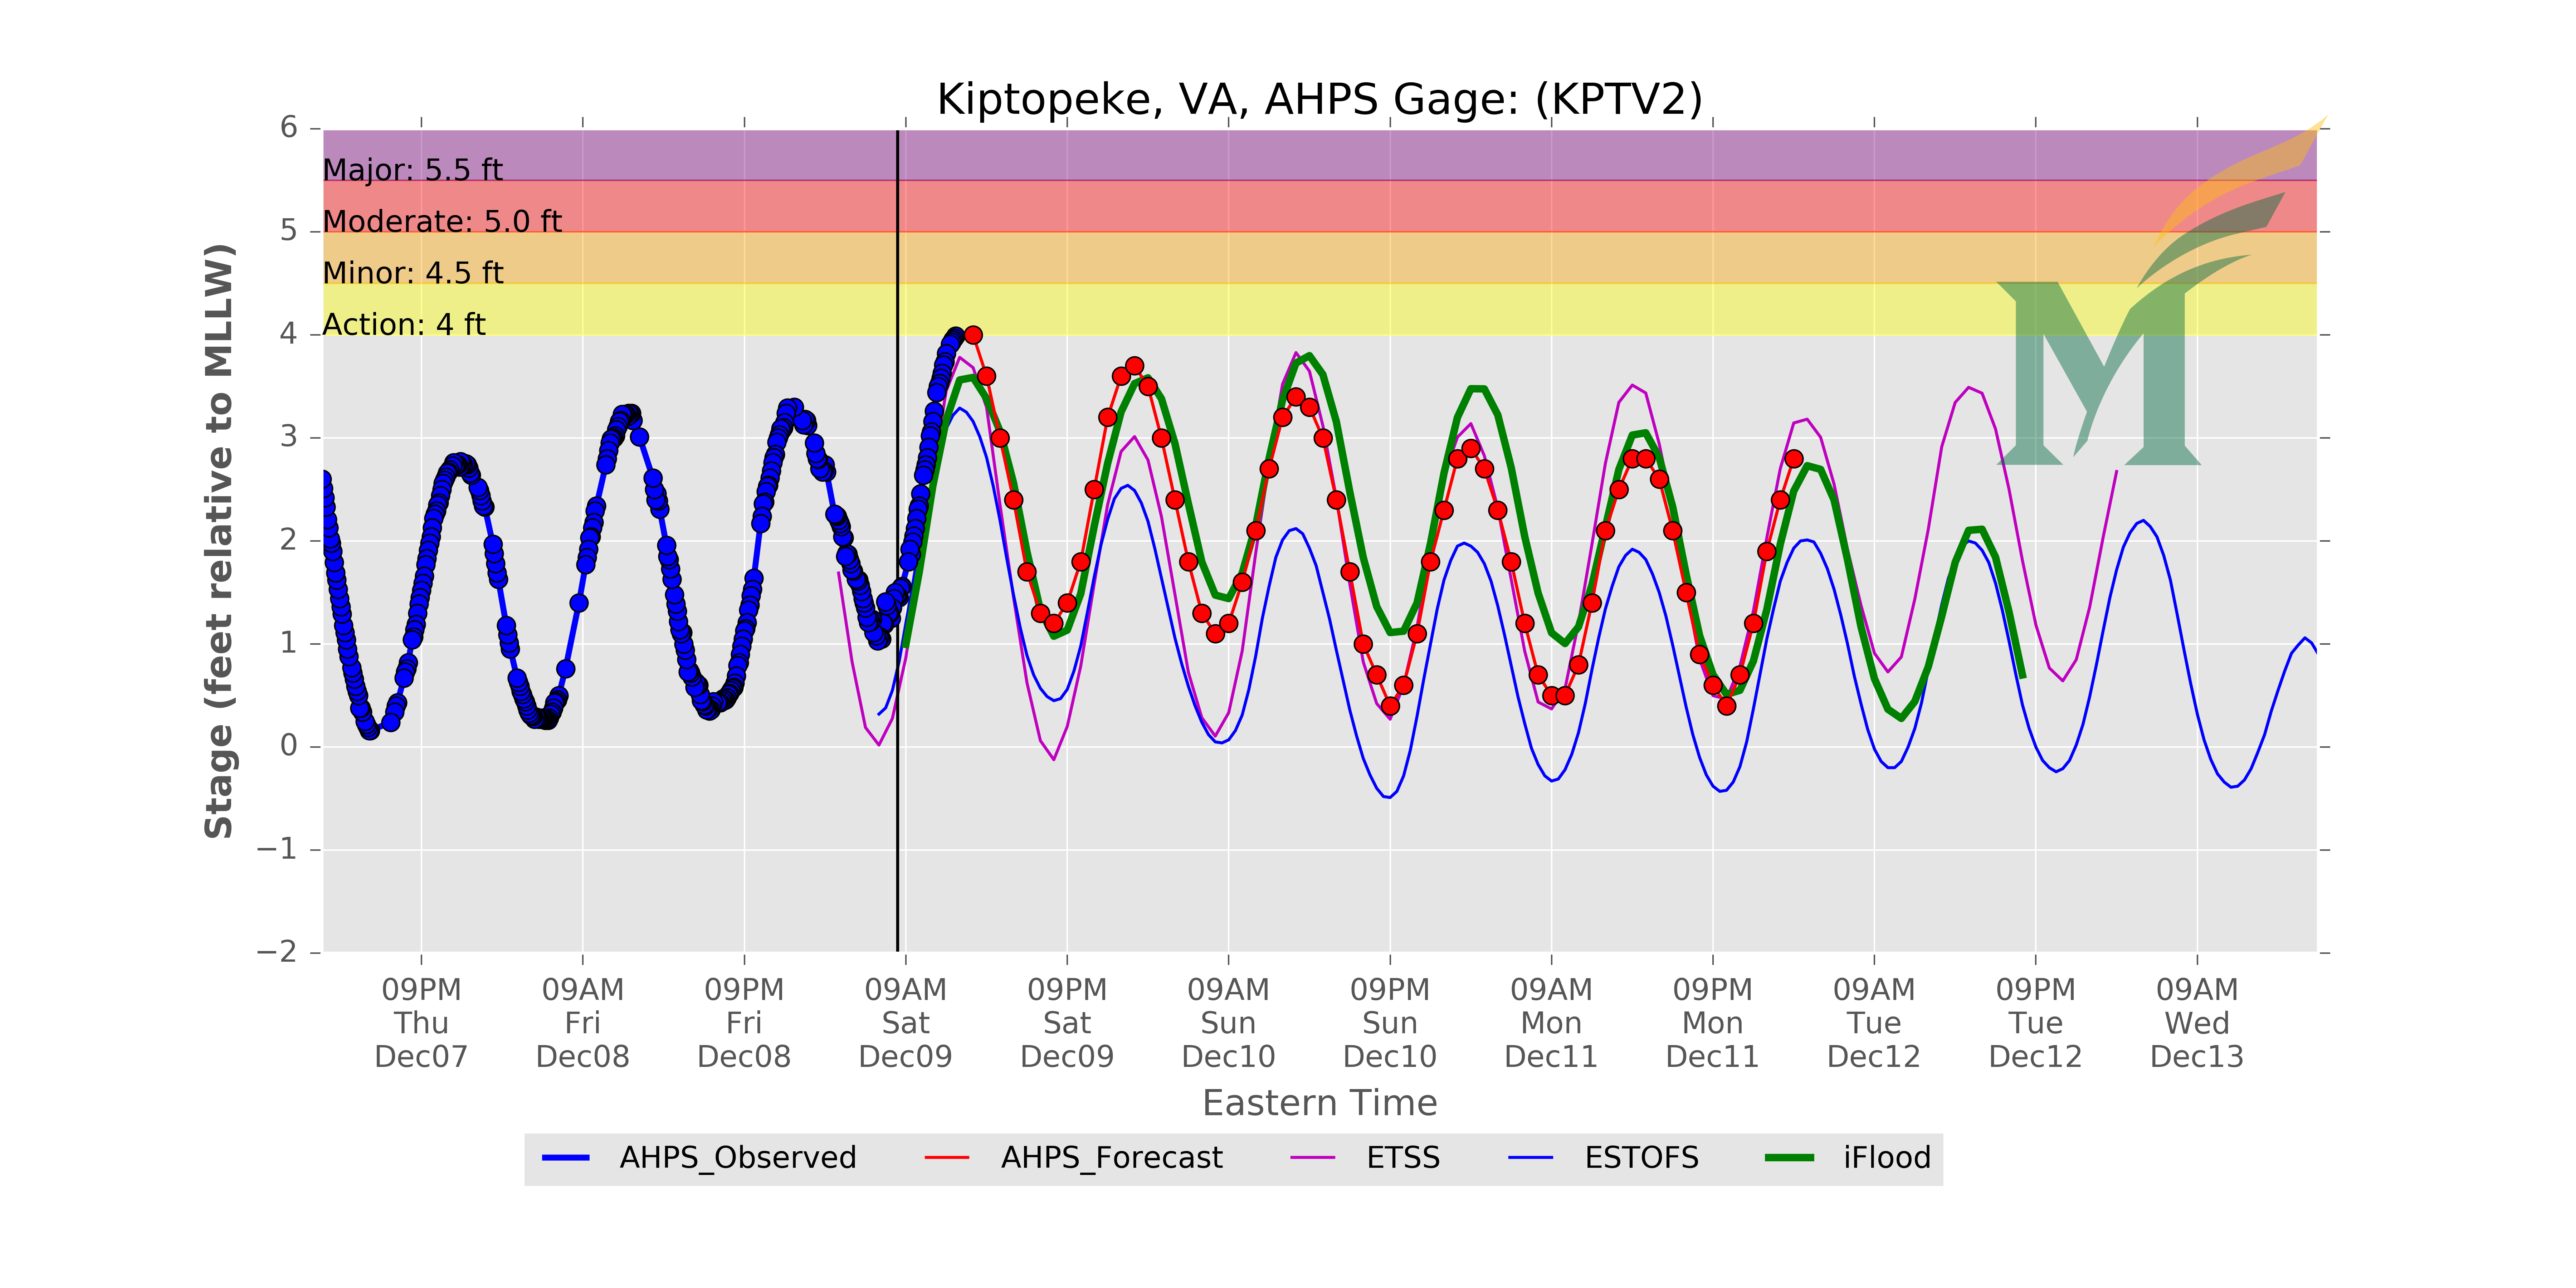 Kiptopeke, VA, AHPS Gage: (KPTV2)
Stage (feet relative to MLLW)
6
5
4
3
2
1
0
−1
−2
Major: 5.5 ft
Moderate: 5.0 ft
Minor: 4.5 ft
Action: 4 ft
M
09PM 09AM 09PM 09AM 09PM 09AM 09PM 09AM 09PM 09AM 09PM 09AM
Thu Fri Fri Sat Sat Sun Sun Mon Mon Tue Tue Wed
Dec07 Dec08 Dec08 Dec09 Dec09 Dec10 Dec10 Dec11 Dec11 Dec12 Dec12 Dec13
Eastern Time
AHPS_Observed AHPS_Forecast ETSS ESTOFS iFlood